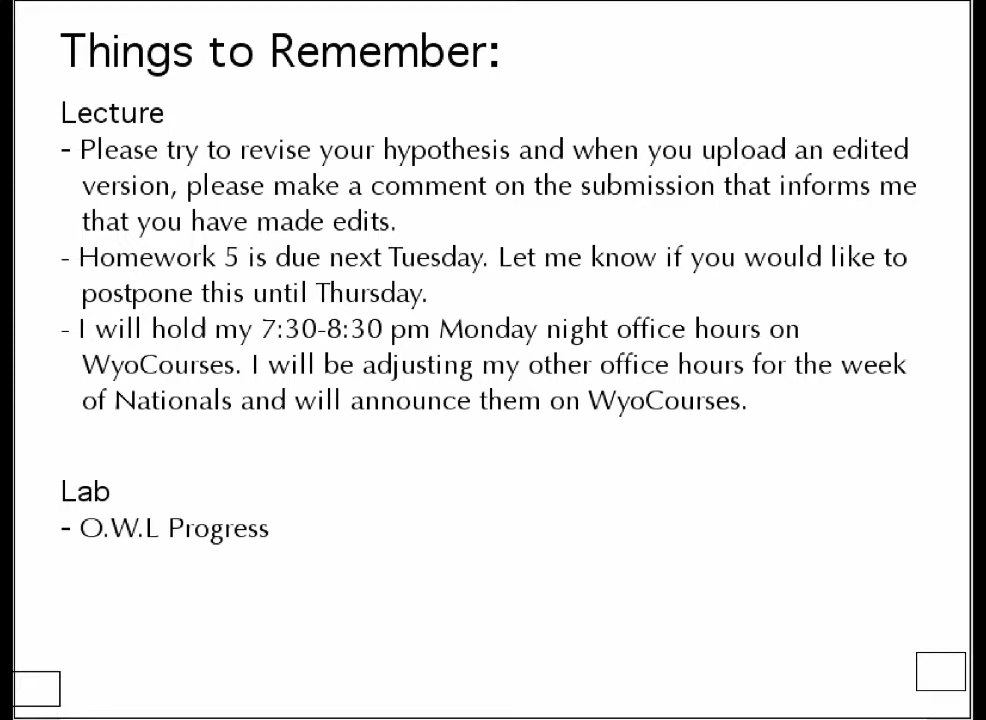 Things to Remember:
Lecture
- Please try to revise your hypothesis and when you upload an edited
version, please make a comment on the submission that informs me
that you have made edits.
- Homework 5 is due next Tuesday. Let me know if you would like to
postpone this until Thursday.
- I will hold my 7:30-8:30 pm Monday night office hours on
WyoCourses. I will be adjusting my other office hours for the week
of Nationals and will announce them on WyoCourses.
Lab
- O.W.L Progress